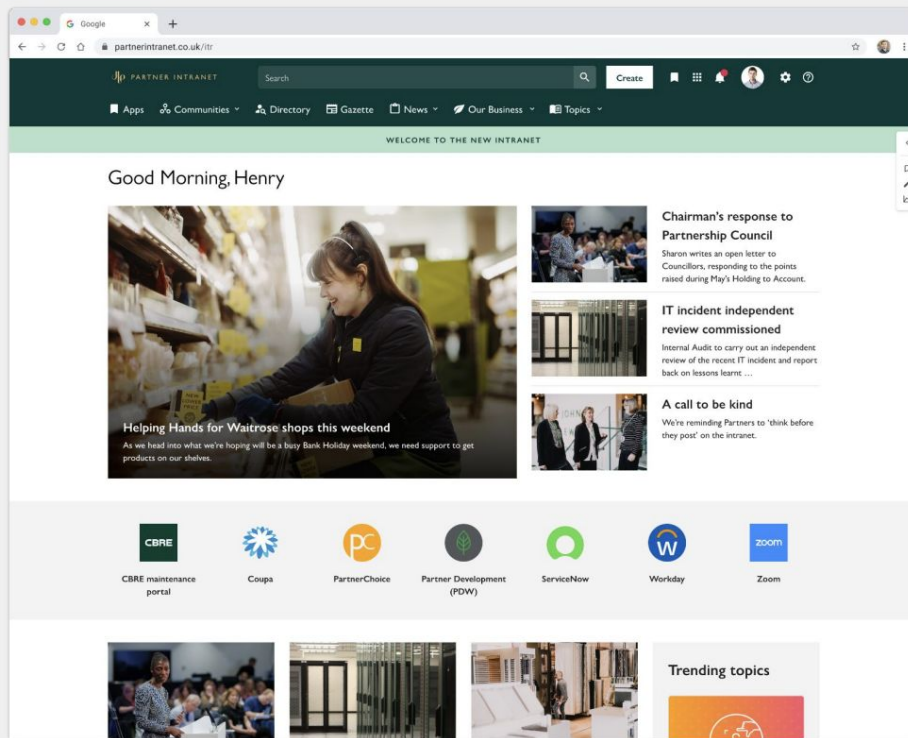 Google
partnerintranet.co.uk/itr
PARTNER INTRANET
Search
Create
Apps
Communities
Directory
Gazette
News
Our Business
Topics
WELCOME TO THE NEW INTRANET
Good Morning, Henry
Helping Hands for Waitrose shops this weekend
As we head into what we're hoping will be a busy Bank Holiday weekend, we need support to get
products on our shelves.
Chairman's response to
Partnership Council
Sharon writes an open letter to
Councillors, responding to the points
raised during May's Holding to Account.
IT incident independent
review commissioned
Internal Audit to carry out an independent
review of the recent IT incident and report
back on lessons learnt ...
A call to be kind
We're reminding Partners to 'think before
they post' on the intranet.
CBRE
pc
w
zoom
CBRE maintenance
portal
Coupa
PartnerChoice
Partner Development
(PDW)
ServiceNow
Workday
Zoom
Trending topics